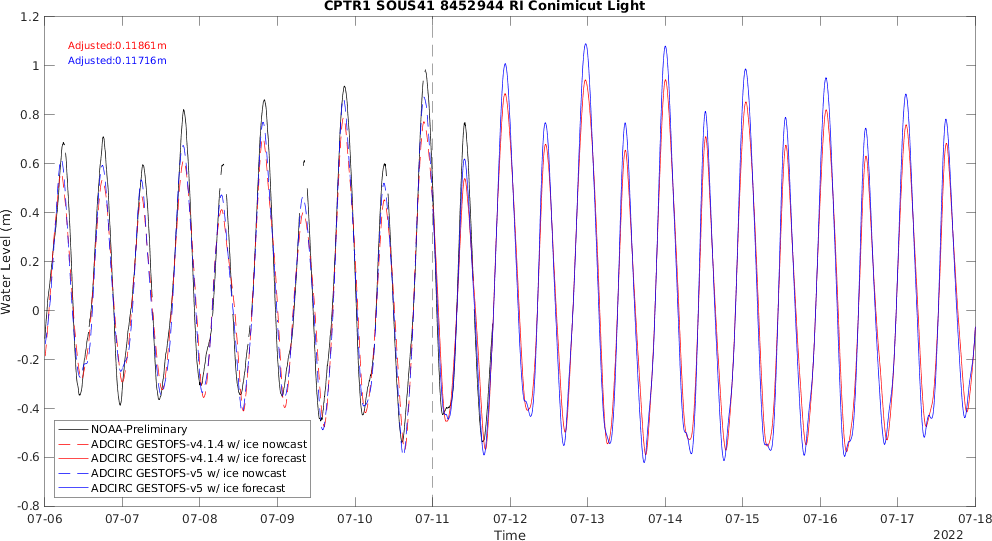 CPTR1 SOUS41 8452944 RI Conimicut Light
Adjusted:0.11861m
Adjusted:0.11716m
Water Level (m)
1.2
1
0.8
0.6
0.4
0.2
0
-0.2
-0.4
-0.6
-0.8
NOAA-Preliminary
ADCIRC GESTOFS-v4.1.4 w/ ice nowcast
ADCIRC GESTOFS-v4.1.4 w/ ice forecast
ADCIRC GESTOFS-v5 w/ ice nowcast
ADCIRC GESTOFS-v5 w/ ice forecast
07-06 07-07 07-08 07-09 07-10 07-11 07-12 07-13 07-14 07-15 07-16 07-17 07-18
Time
2022